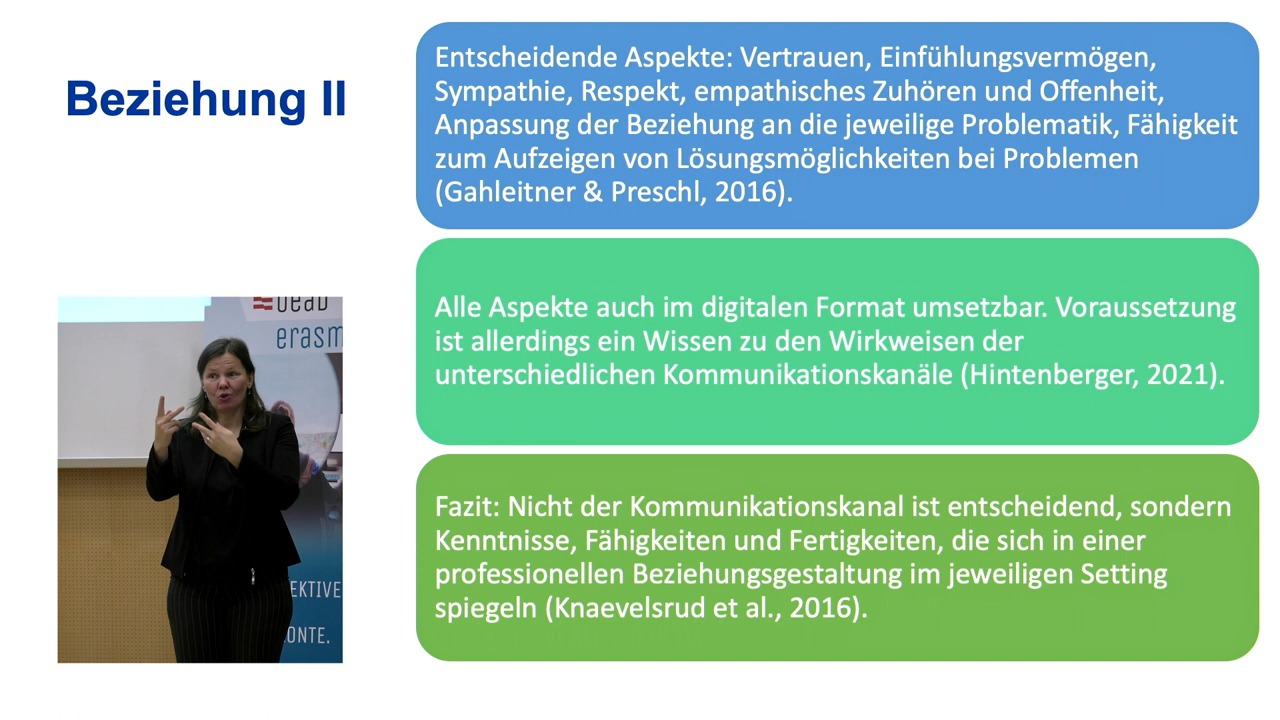 Beziehung II
Entscheidende Aspekte: Vertrauen, Einfühlungsvermögen,
Sympathie, Respekt, empathisches Zuhören und Offenheit,
Anpassung der Beziehung an die jeweilige Problematik, Fähigkeit
zum Aufzeigen von Lösungsmöglichkeiten bei Problemen
(Gahleitner & Preschl, 2016).
Alle Aspekte auch im digitalen Format umsetzbar. Voraussetzung
ist allerdings ein Wissen zu den Wirkweisen der
unterschiedlichen Kommunikationskanäle (Hintenberger, 2021).
Fazit: Nicht der Kommunikationskanal ist entscheidend, sondern
Kenntnisse, Fähigkeiten und Fertigkeiten, die sich in einer
professionellen Beziehungsgestaltung im jeweiligen Setting
spiegeln (Knaevelsrud et al., 2016).
oead
erasm
EKTIVE
ONTE.